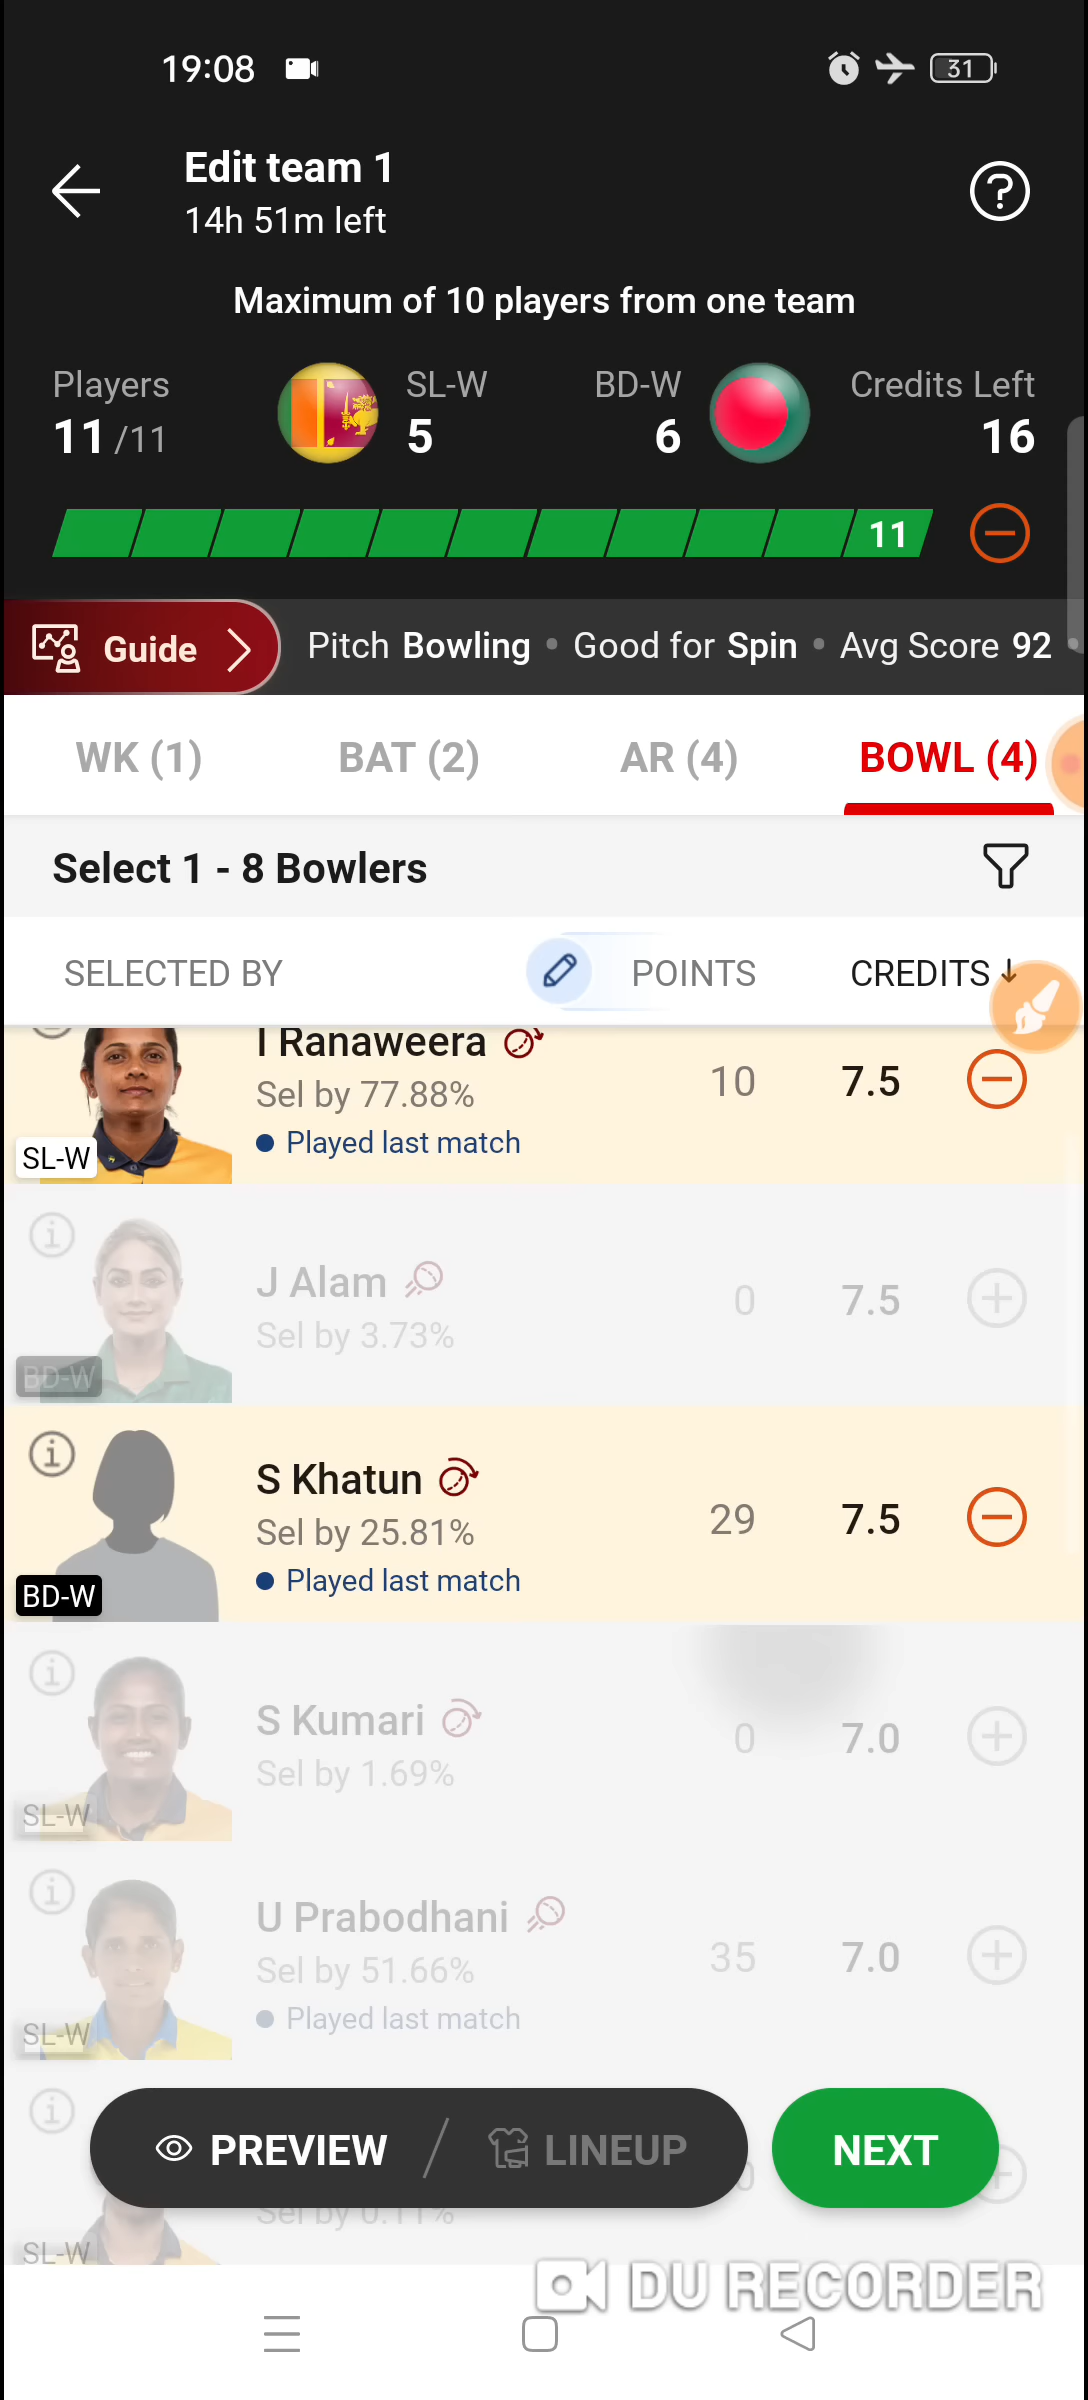 19:08
31
Edit team 1
14h 51m left
Maximum of 10 players from one team
Players SL-W BD-W Credits Left
11/11 5 6 16
11
Guide Pitch Bowling • Good for Spin • Avg Score 92
WK (1) BAT (2) AR (4) BOWL (4)
Select 1 - 8 Bowlers
SELECTED BY POINTS CREDITS
I Ranaweera
Sel by 77.88% 10 7.5
Played last match
SL-W
J Alam
Sel by 3.73% 0 7.5
BD-W
S Khatun
Sel by 25.81% 29 7.5
Played last match
BD-W
S Kumari
Sel by 1.69% 0 7.0
SL-W
U Prabodhani
Sel by 51.66% 35 7.0
Played last match
SL-W
PREVIEW LINEUP NEXT
Sel by 0.11%
SL-W
DU RECORDER